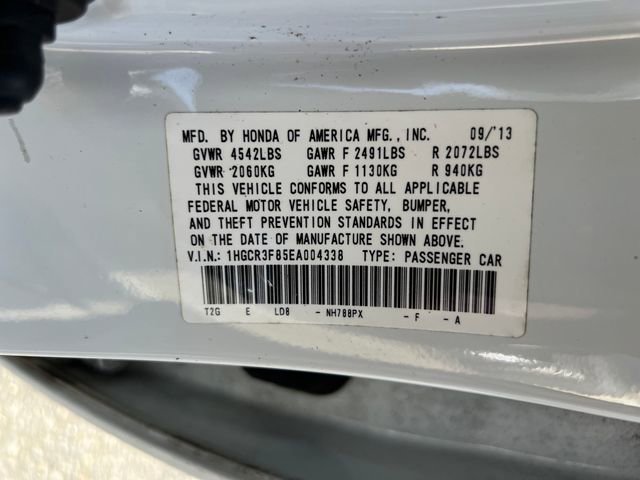 MFD. BY HONDA OF AMERICA MFG., INC. 09/'13
GVWR 4542LBS GAWR F 2491LBS R 2072LBS
GVWR 2060KG GAWR F 1130KG R 940KG
THIS VEHICLE CONFORMS TO ALL APPLICABLE
FEDERAL MOTOR VEHICLE SAFETY, BUMPER,
AND THEFT PREVENTION STANDARDS IN EFFECT
ON THE DATE OF MANUFACTURE SHOWN ABOVE.
V.I.N.: 1HGCR3F85EA004338 TYPE: PASSENGER CAR
T2G E LD8 - NH788PX - F - A